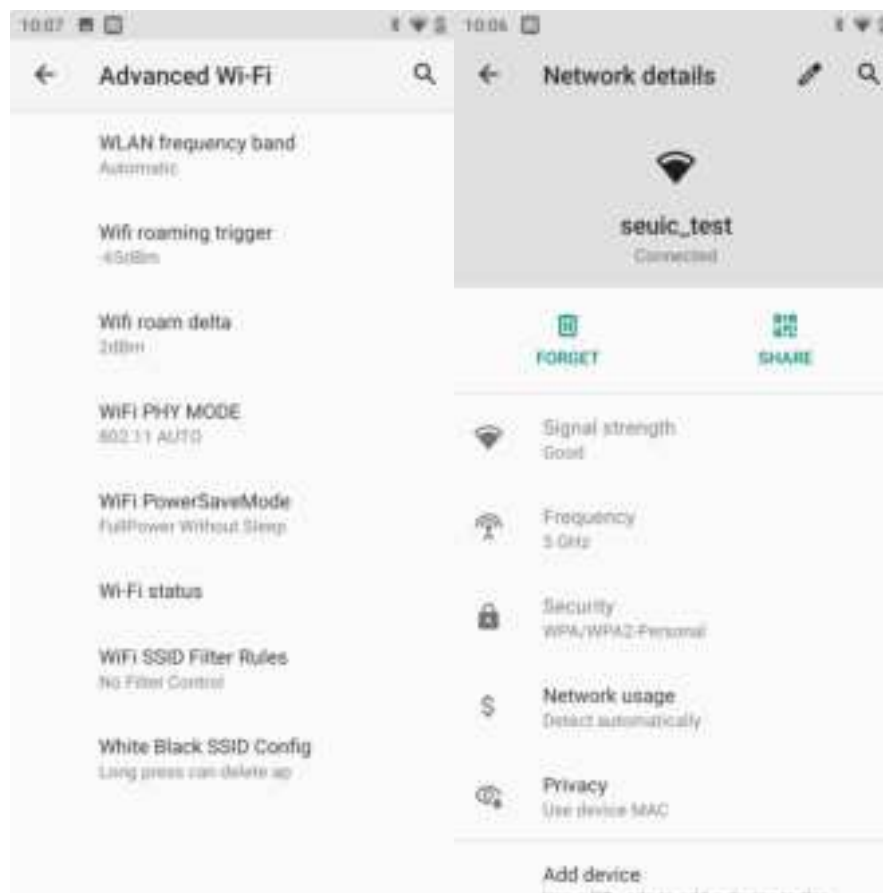 10:07
Advanced Wi-Fi
WLAN frequency band
Automatic
Wifi roaming trigger
-65dBm
Wifi roam delta
2dBm
WiFi PHY MODE
802.11 AUTO
WiFi PowerSaveMode
FullPower Without Sleep
Wi-Fi status
WiFi SSID Filter Rules
No Filter Control
White Black SSID Config
Long press can delete ap
10:06
Network details
seuic_test
Connected
FORGET
SHARE
Signal strength
Good
Frequency
5 GHz
Security
WPA/WPA2-Personal
Network usage
Detect automatically
Privacy
Use device MAC
Add device